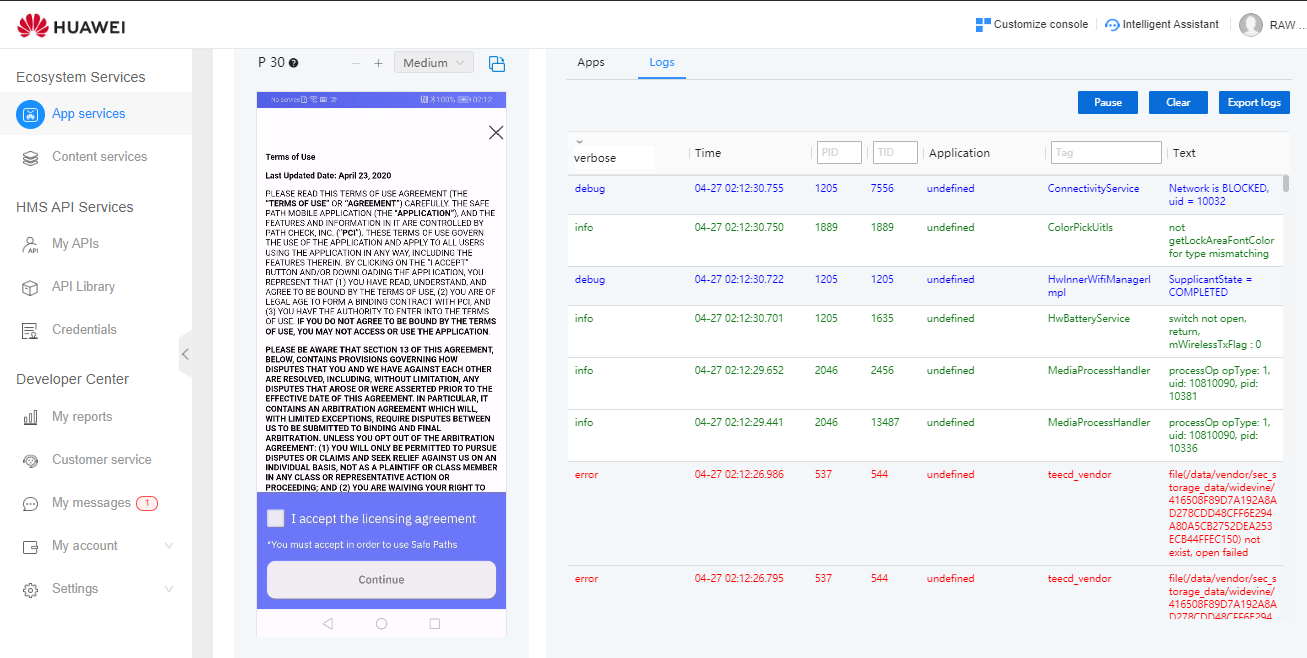 HUAWEI
Customize console
Intelligent Assistant
RAW ...
Ecosystem Services
App services
Content services
HMS API Services
My APIs
API Library
Credentials
Developer Center
My reports
Customer service
My messages 1
My account
Settings
P 30
Medium
No service
100%
02:12
Terms of Use
Last Updated Date: April 23, 2020
PLEASE READ THIS TERMS OF USE AGREEMENT (THE
"TERMS OF USE" OR "AGREEMENT") CAREFULLY. THE SAFE
PATH MOBILE APPLICATION (THE "APPLICATION"), AND THE
FEATURES AND INFORMATION IN IT ARE CONTROLLED BY
PATH CHECK, INC. ("PCI"). THESE TERMS OF USE GOVERN
THE USE OF THE APPLICATION AND APPLY TO ALL USERS
USING THE APPLICATION IN ANY WAY, INCLUDING THE
FEATURES THEREIN. BY CLICKING ON THE "I ACCEPT"
BUTTON AND/OR DOWNLOADING THE APPLICATION, YOU
REPRESENT THAT (1) YOU HAVE READ, UNDERSTAND, AND
AGREE TO BE BOUND BY THE TERMS OF USE, (2) YOU ARE OF
LEGAL AGE TO FORM A BINDING CONTRACT WITH PCI, AND
(3) YOU HAVE THE AUTHORITY TO ENTER INTO THE TERMS
OF USE. IF YOU DO NOT AGREE TO BE BOUND BY THE TERMS
OF USE, YOU MAY NOT ACCESS OR USE THE APPLICATION.
PLEASE BE AWARE THAT SECTION 13 OF THIS AGREEMENT,
BELOW, CONTAINS PROVISIONS GOVERNING HOW
DISPUTES THAT YOU AND WE HAVE AGAINST EACH OTHER
ARE RESOLVED, INCLUDING, WITHOUT LIMITATION, ANY
DISPUTES THAT AROSE OR WERE ASSERTED PRIOR TO THE
EFFECTIVE DATE OF THIS AGREEMENT. IN PARTICULAR, IT
CONTAINS AN ARBITRATION AGREEMENT WHICH WILL,
WITH LIMITED EXCEPTIONS, REQUIRE DISPUTES BETWEEN
US TO BE SUBMITTED TO BINDING AND FINAL
ARBITRATION. UNLESS YOU OPT OUT OF THE ARBITRATION
AGREEMENT: (1) YOU WILL ONLY BE PERMITTED TO PURSUE
DISPUTES OR CLAIMS AND SEEK RELIEF AGAINST US ON AN
INDIVIDUAL BASIS, NOT AS A PLAINTIFF OR CLASS MEMBER
IN ANY CLASS OR REPRESENTATIVE ACTION OR
PROCEEDING; AND (2) YOU ARE WAIVING YOUR RIGHT TO
I accept the licensing agreement
*You must accept in order to use Safe Paths
Continue
Apps Logs
Pause Clear Export logs
verbose Time PID TID Application Tag Text
debug 04-27 02:12:30.755 1205 7556 undefined ConnectivityService Network is BLOCKED,
uid = 10032
info 04-27 02:12:30.750 1889 1889 undefined ColorPickUitls not
getLockAreaFontColor
for type mismatching
debug 04-27 02:12:30.722 1205 1205 undefined HwInnerWifiManagerI SupplicantState =
mpl COMPLETED
info 04-27 02:12:30.701 1205 1635 undefined HwBatteryService switch not open,
return,
mWirelessTxFlag : 0
info 04-27 02:12:29.652 2046 2456 undefined MediaProcessHandler processOp opType: 1,
uid: 10810090, pid:
10381
info 04-27 02:12:29.441 2046 13487 undefined MediaProcessHandler processOp opType: 1,
uid: 10810090, pid:
10336
error 04-27 02:12:26.986 537 544 undefined teecd_vendor file(/data/vendor/sec_s
torage_data/widevine/
416508F89D7A192A8A
D278CDD48CFF6E294
A80A5CB2752DEA253
ECB44FFEC150) not
exist, open failed
error 04-27 02:12:26.795 537 544 undefined teecd_vendor file(/data/vendor/sec_s
torage_data/widevine/
416508F89D7A192A8A
D278CDD48CFF6E294